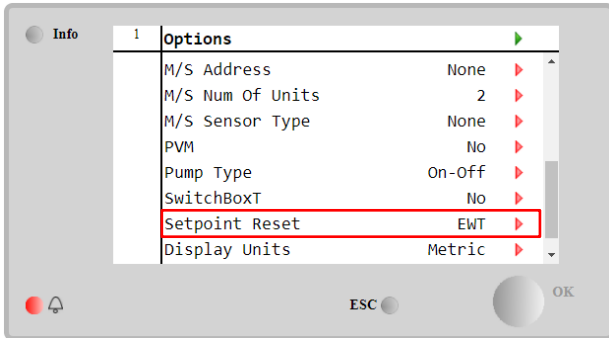 Info
1 Options
M/S Address None
M/S Num Of Units 2
M/S Sensor Type None
PVM No
Pump Type On-Off
SwitchBoxT No
Setpoint Reset EWT
Display Units Metric
ESC
OK